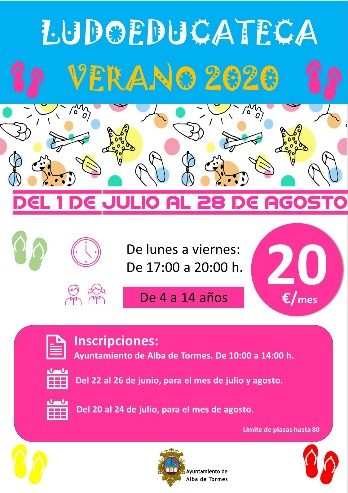 LUDOEDUCATECA
VERANO 2020
DEL 1 DE JULIO AL 28 DE AGOSTO
De lunes a viernes:
De 17:00 a 20:00 h.
20
€/mes
De 4 a 14 años
Inscripciones:
Ayuntamiento de Alba de Tormes. De 10:00 a 14:00 h.
Del 22 al 26 de junio, para el mes de julio y agosto.
Del 20 al 24 de julio, para el mes de agosto.
Límite de plazas hasta 80
Ayuntamiento de
Alba de Tormes